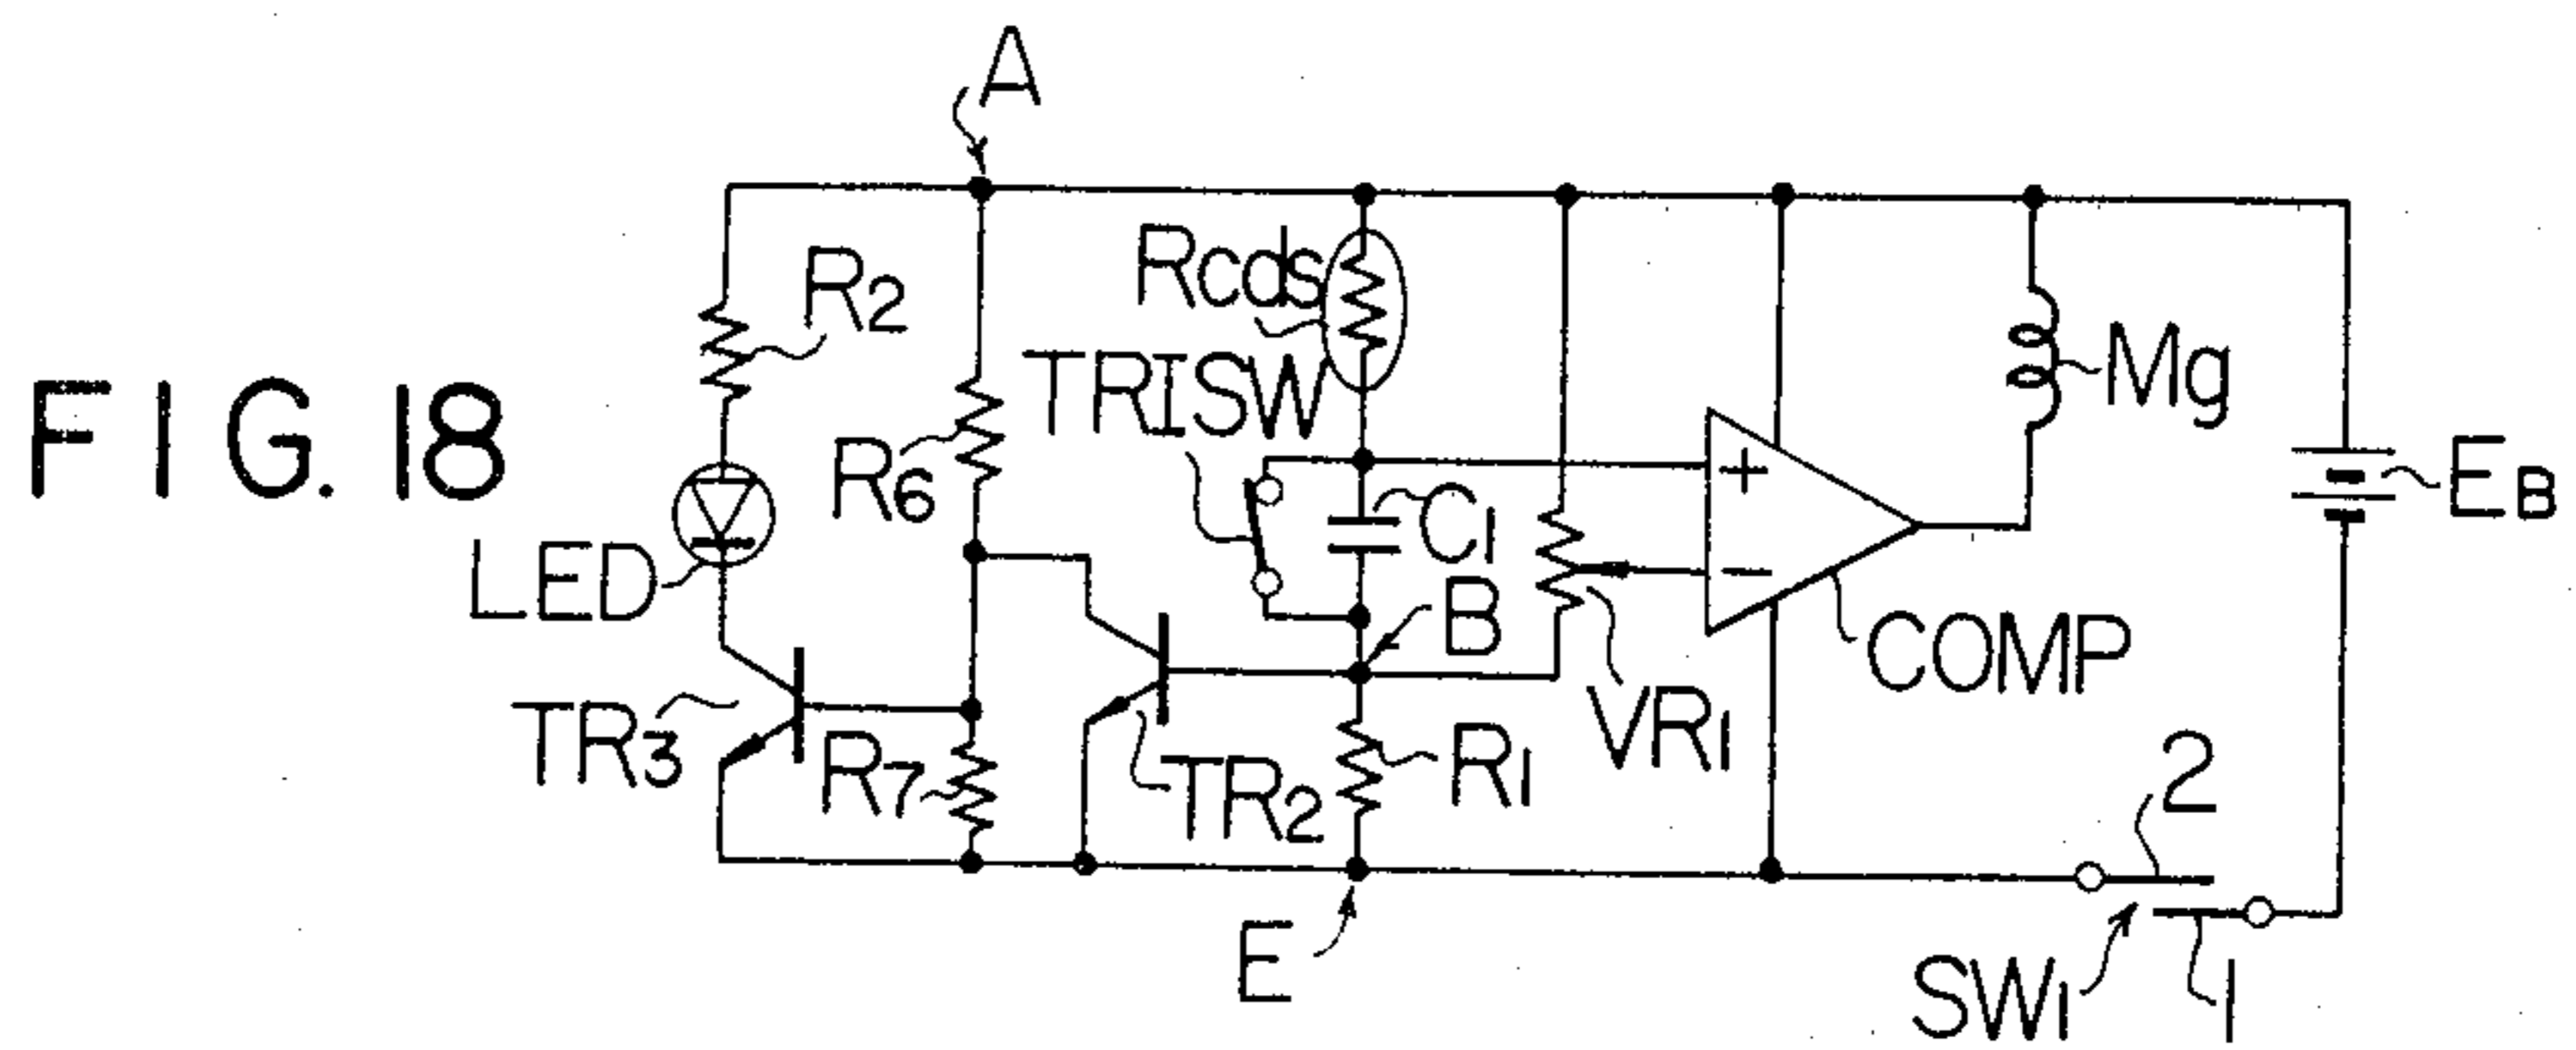 A
R2
Rcds
TRISW
Mg
FIG. 18
R6
C1
EB
LED
B
COMP
TR3
R7
TR2
R1
VR1
2
E
SW1
1
+
−